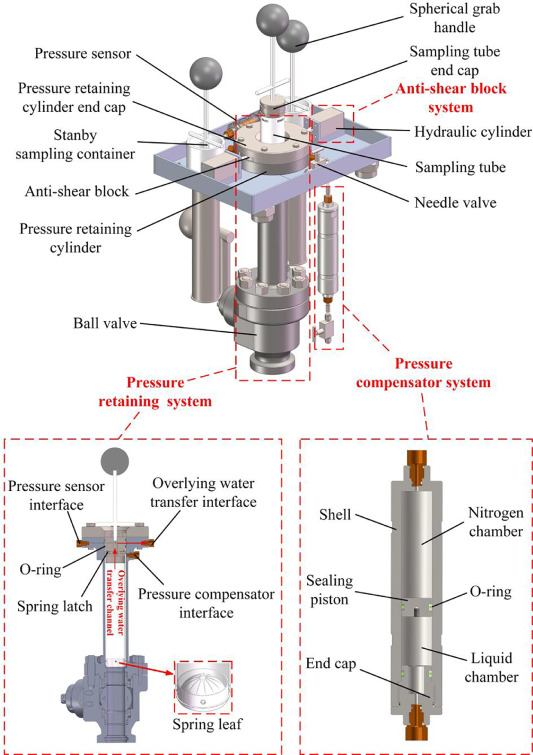 Spherical grab
handle
Pressure sensor
Sampling tube
end cap
Pressure retaining
cylinder end cap
Anti-shear block
system
Stanby
sampling container
Hydraulic cylinder
Sampling tube
Anti-shear block
Needle valve
Pressure retaining
cylinder
Ball valve
Pressure
retaining system
Pressure
compensator system
Pressure sensor
interface
Overlying water
transfer interface
O-ring
Spring latch
Overlying water
transfer channel
Pressure compensator
interface
Spring leaf
Shell
Nitrogen
chamber
Sealing
piston
O-ring
End cap
Liquid
chamber